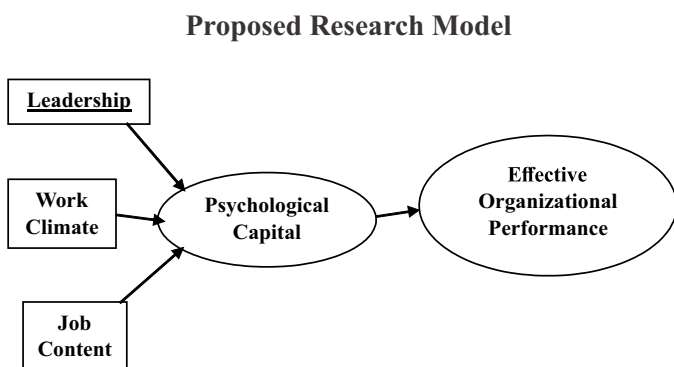 Proposed Research Model
Leadership
Work
Climate
Psychological
Capital
Effective
Organizational
Performance
Job
Content